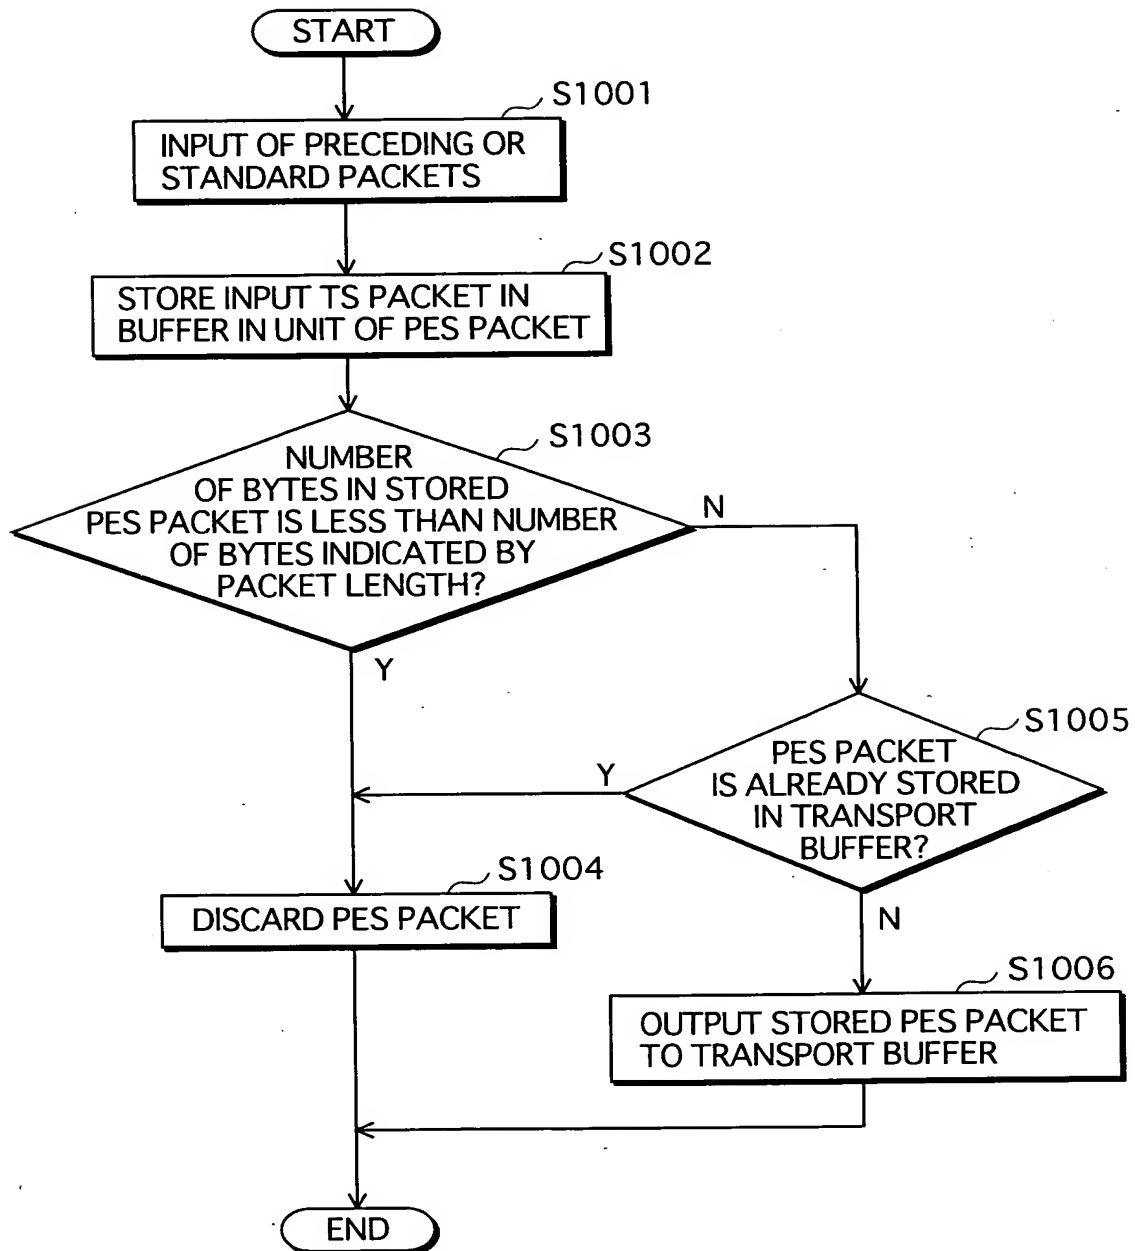 START
S1001
INPUT OF PRECEDING OR
STANDARD PACKETS
S1002
STORE INPUT TS PACKET IN
BUFFER IN UNIT OF PES PACKET
S1003
NUMBER
OF BYTES IN STORED
PES PACKET IS LESS THAN NUMBER
OF BYTES INDICATED BY
PACKET LENGTH?
N
Y
S1005
PES PACKET
IS ALREADY STORED
IN TRANSPORT
BUFFER?
Y
N
S1004
DISCARD PES PACKET
S1006
OUTPUT STORED PES PACKET
TO TRANSPORT BUFFER
END